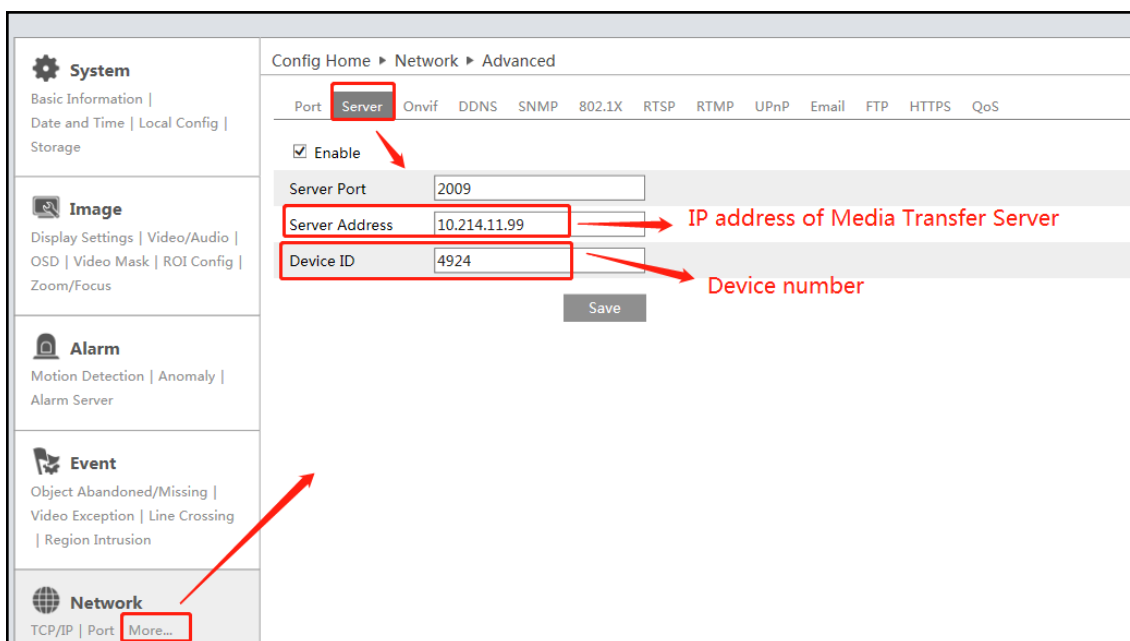 System
Basic Information |
Date and Time | Local Config |
Storage
Image
Display Settings | Video/Audio |
OSD | Video Mask | ROI Config |
Zoom/Focus
Alarm
Motion Detection | Anomaly |
Alarm Server
Event
Object Abandoned/Missing |
Video Exception | Line Crossing
| Region Intrusion
Network
TCP/IP | Port | More...
Config Home ▸ Network ▸ Advanced
Port Server Onvif DDNS SNMP 802.1X RTSP RTMP UPnP Email FTP HTTPS QoS
Enable
Server Port 2009
Server Address 10.214.11.99 IP address of Media Transfer Server
Device ID 4924
Device number
Save